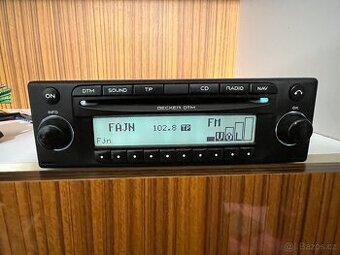 ON DTM SOUND TP CD RADIO NAV
INFO BECKER DTM OK
FAJN 102.8 TP FM
Fjn
Bazos.cz